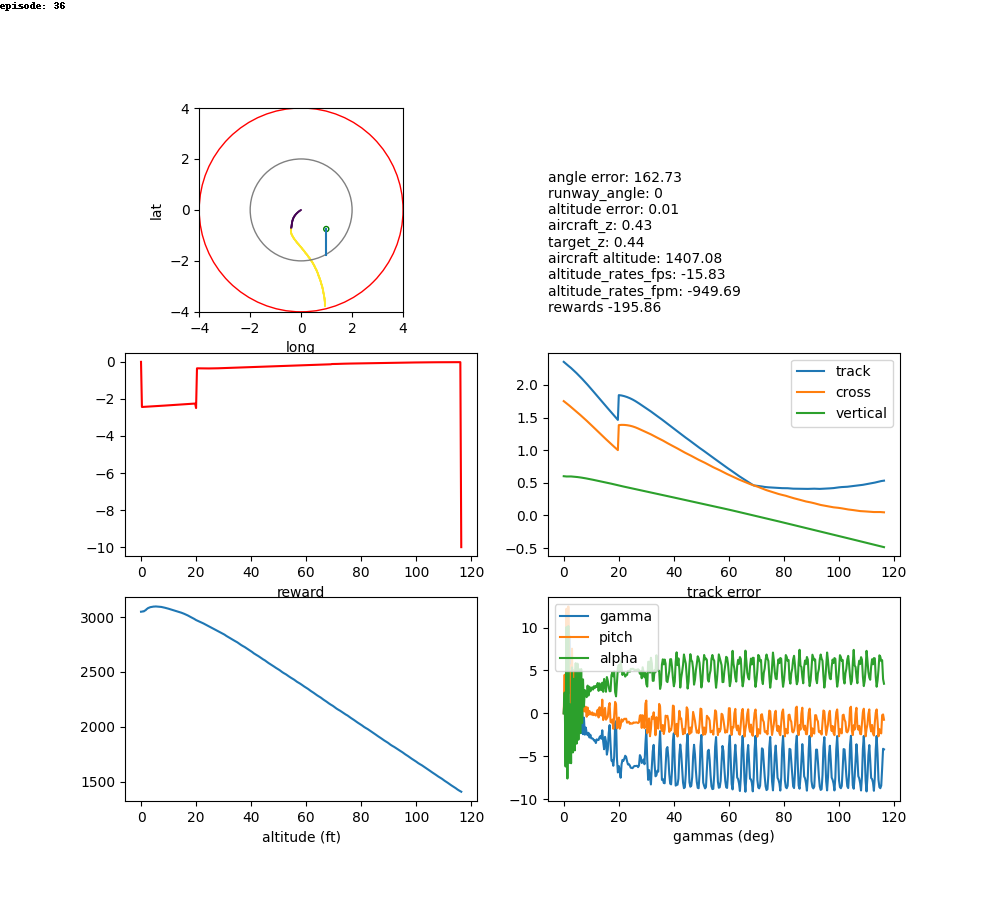 episode: 36
4
2
0
−2
−4
lat
−4 −2 0 2 4
long
angle error: 162.73
runway_angle: 0
altitude error: 0.01
aircraft_z: 0.43
target_z: 0.44
aircraft altitude: 1407.08
altitude_rates_fps: -15.83
altitude_rates_fpm: -949.69
rewards -195.86
0
−2
−4
−6
−8
−10
0 20 40 60 80 100 120
reward
2.0
1.5
1.0
0.5
0.0
−0.5
track
cross
vertical
0 20 40 60 80 100 120
track error
3000
2500
2000
1500
0 20 40 60 80 100 120
altitude (ft)
10
5
0
−5
−10
gamma
pitch
alpha
0 20 40 60 80 100 120
gammas (deg)